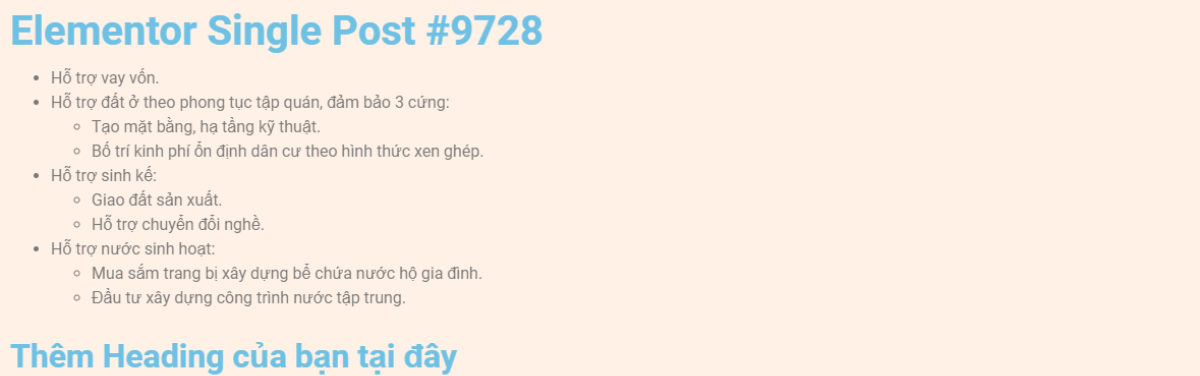 Elementor Single Post #9728
Hỗ trợ vay vốn.
Hỗ trợ đất ở theo phong tục tập quán, đảm bảo 3 cứng:
Tạo mặt bằng, hạ tầng kỹ thuật.
Bố trí kinh phí ổn định dân cư theo hình thức xen ghép.
Hỗ trợ sinh kế:
Giao đất sản xuất.
Hỗ trợ chuyển đổi nghề.
Hỗ trợ nước sinh hoạt:
Mua sắm trang bị xây dựng bể chứa nước hộ gia đình.
Đầu tư xây dựng công trình nước tập trung.
Thêm Heading của bạn tại đây